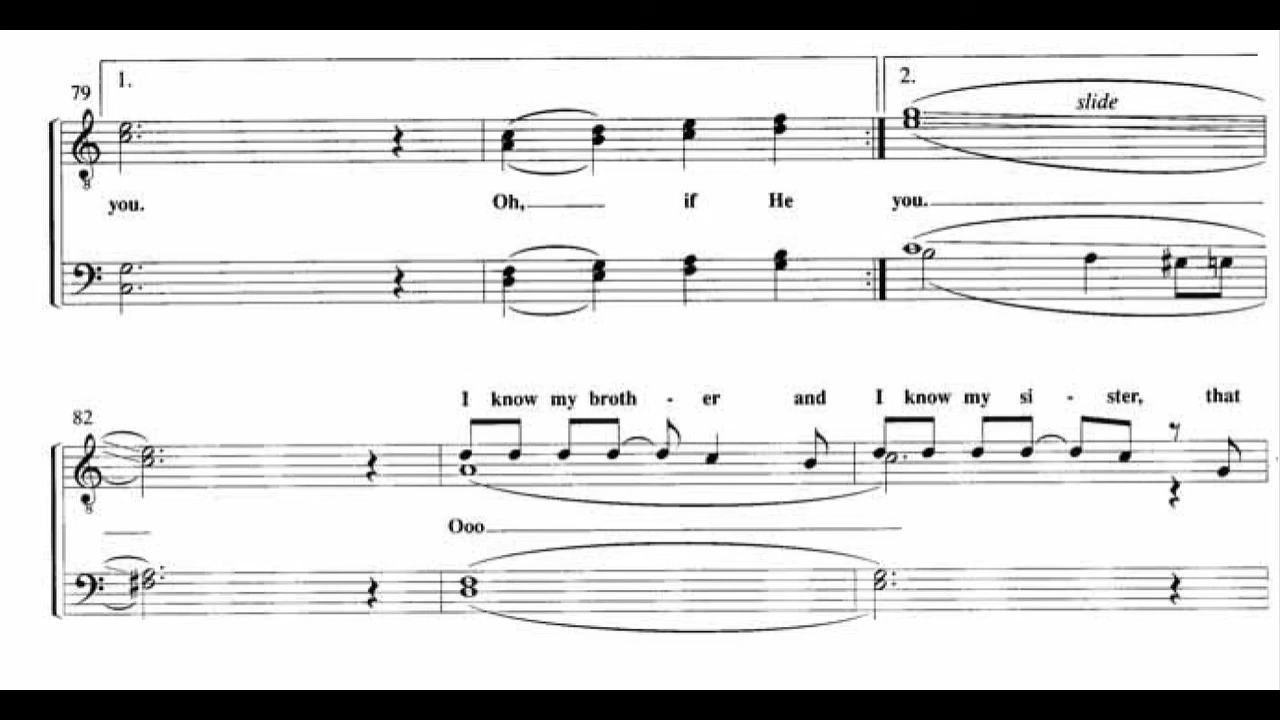 79 1. 2.
slide
you. Oh, if He you.
82
I know my broth - er and I know my si - ster, that
Ooo